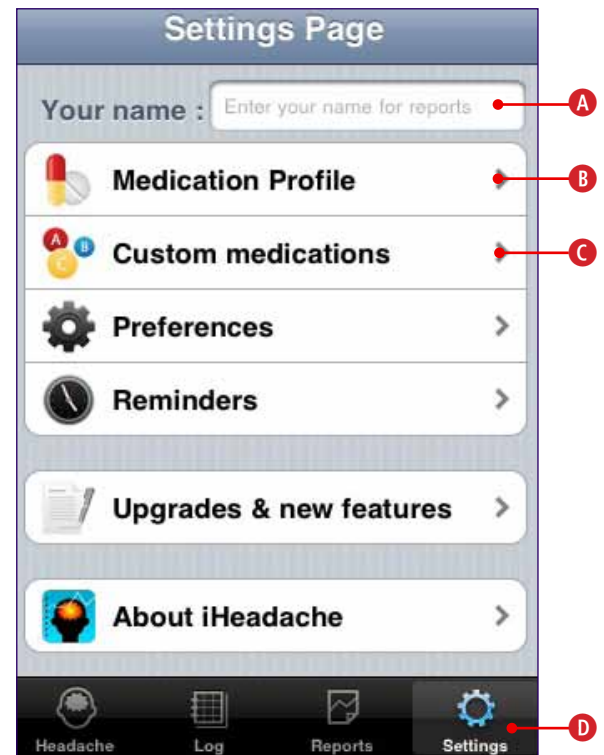 Settings Page
Your name : Enter your name for reports A
Medication Profile B
A B C Custom medications C
Preferences
Reminders
Upgrades & new features
About iHeadache
Headache Log Reports Settings D